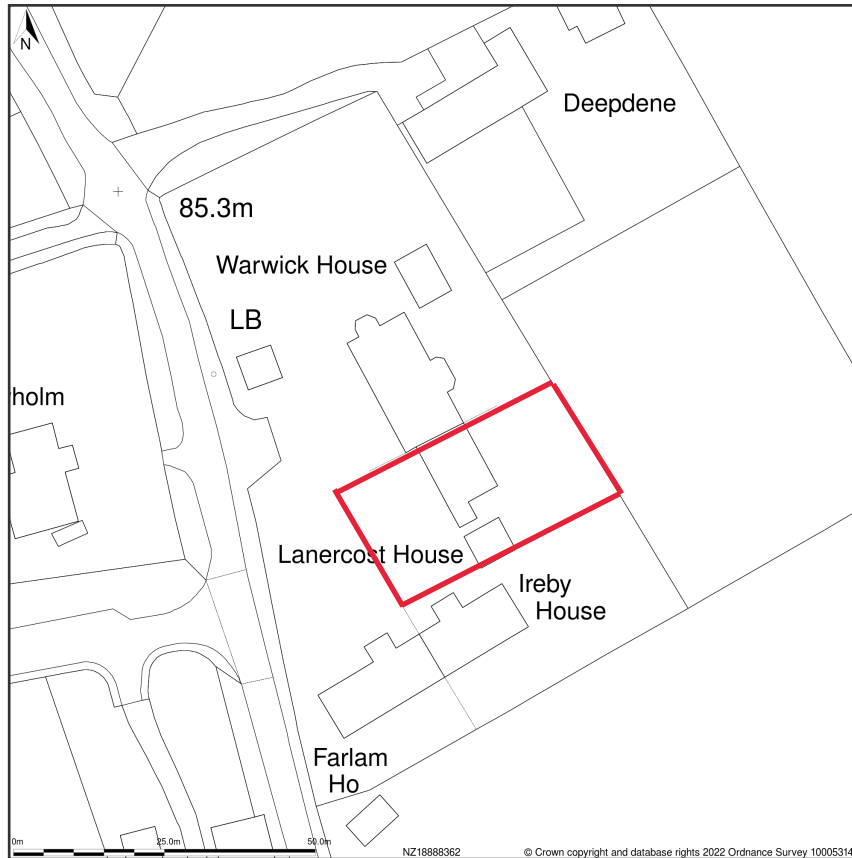 N
Deepdene
85.3m
Warwick House
LB
rholm
Lanercost House
Ireby
House
Farlam
Ho
0m 25.0m 50.0m
NZ18888362
© Crown copyright and database rights 2022 Ordnance Survey 10005314